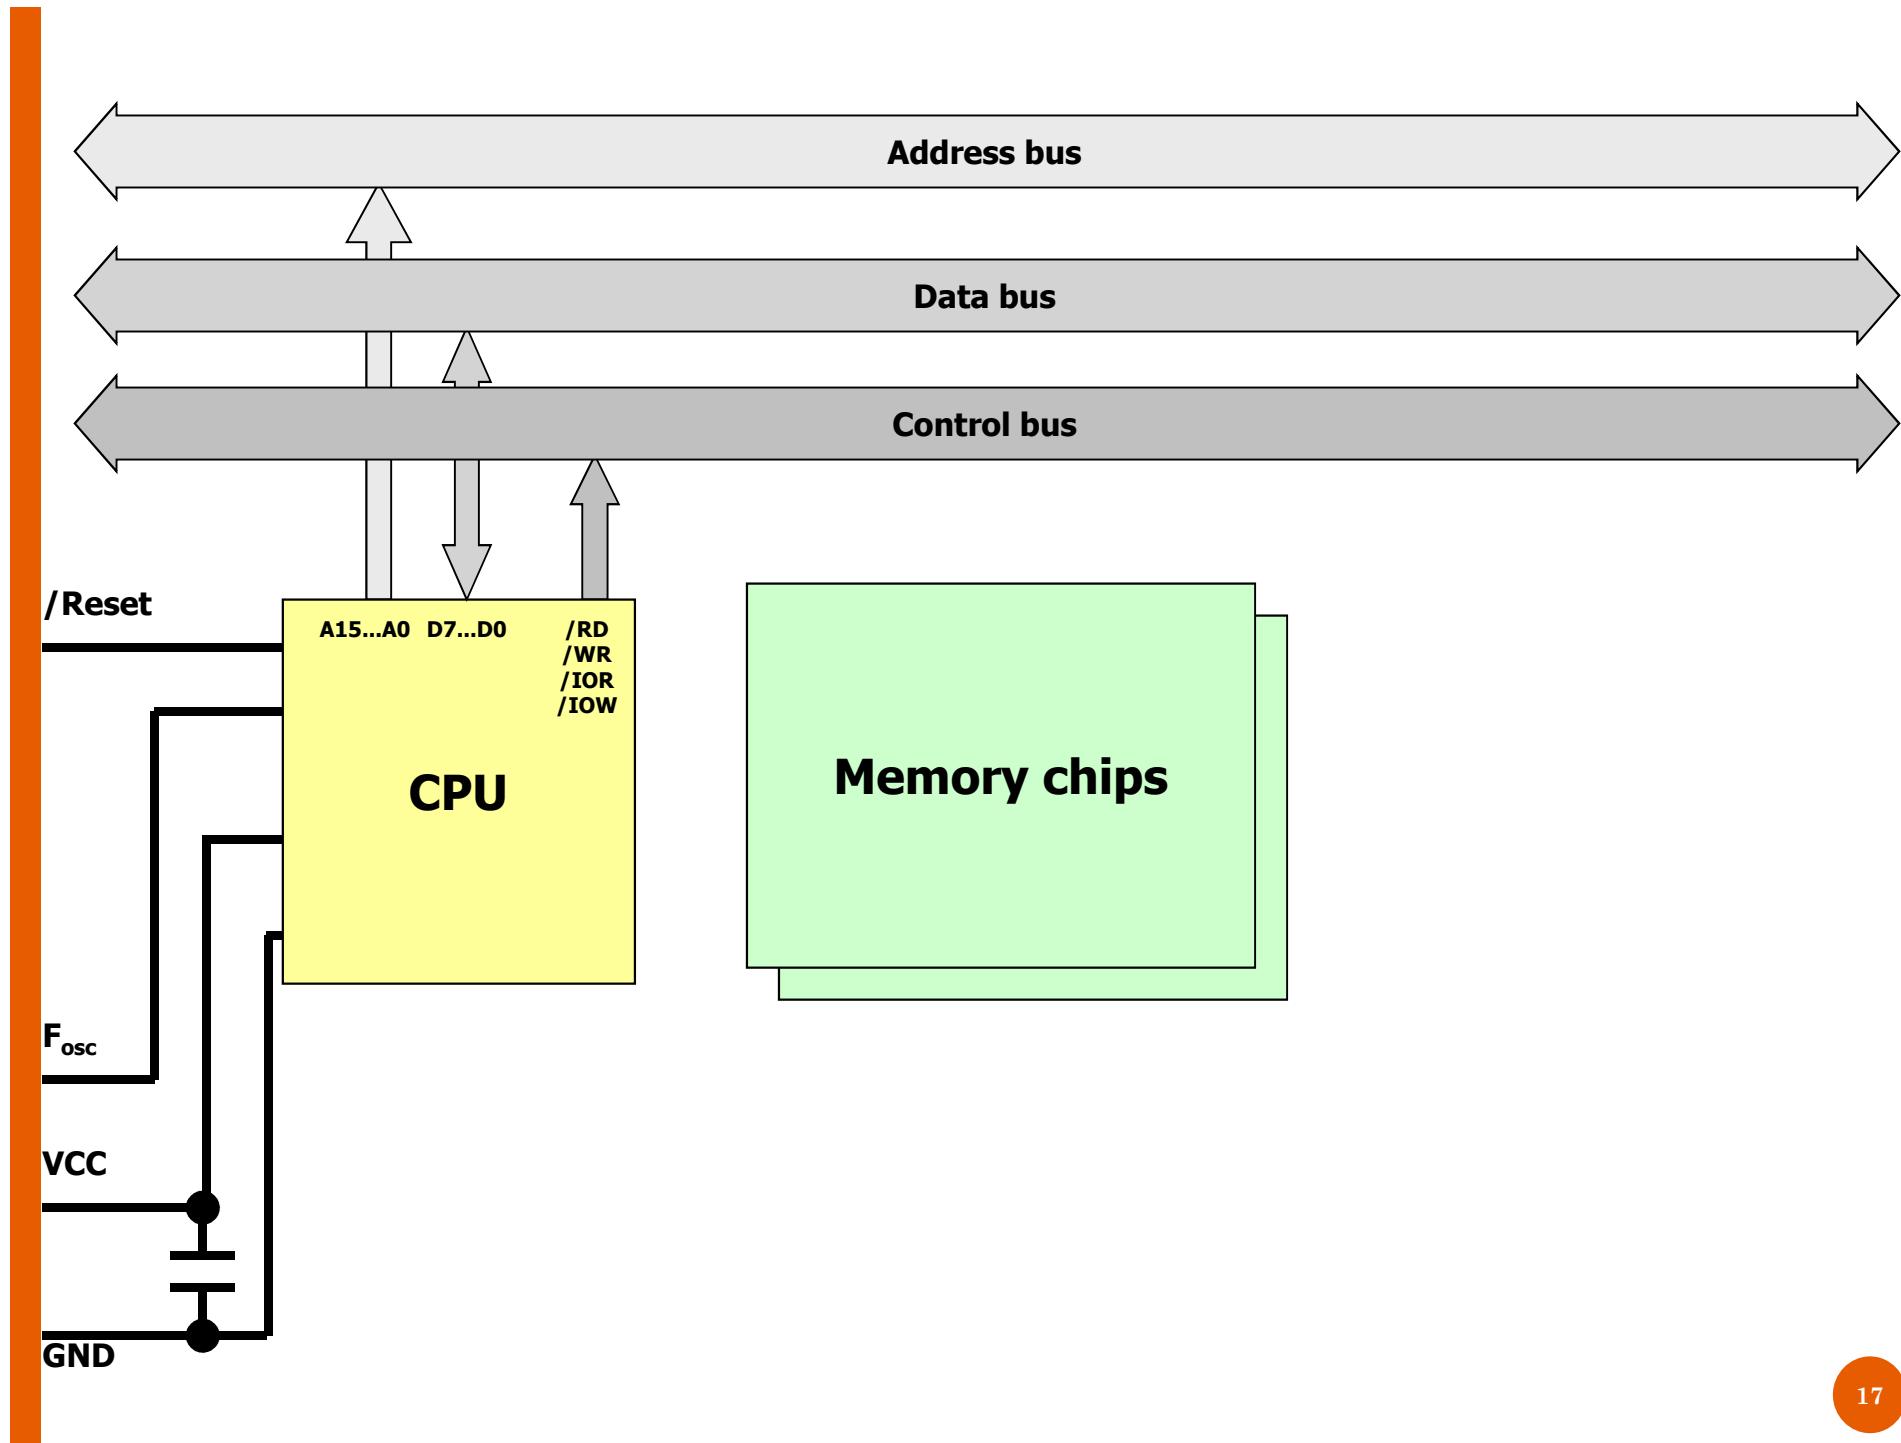 Address bus
Data bus
Control bus
/Reset
A15...A0 D7...D0 /RD
/WR
/IOR
/IOW
CPU
Memory chips
Fosc
VCC
GND
17